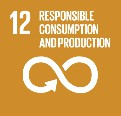 12 RESPONSIBLE
CONSUMPTION
AND PRODUCTION